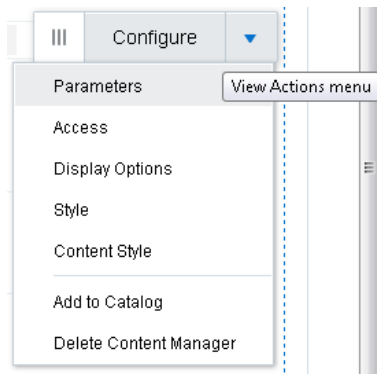 Configure
Parameters
View Actions menu
Access
Display Options
Style
Content Style
Add to Catalog
Delete Content Manager